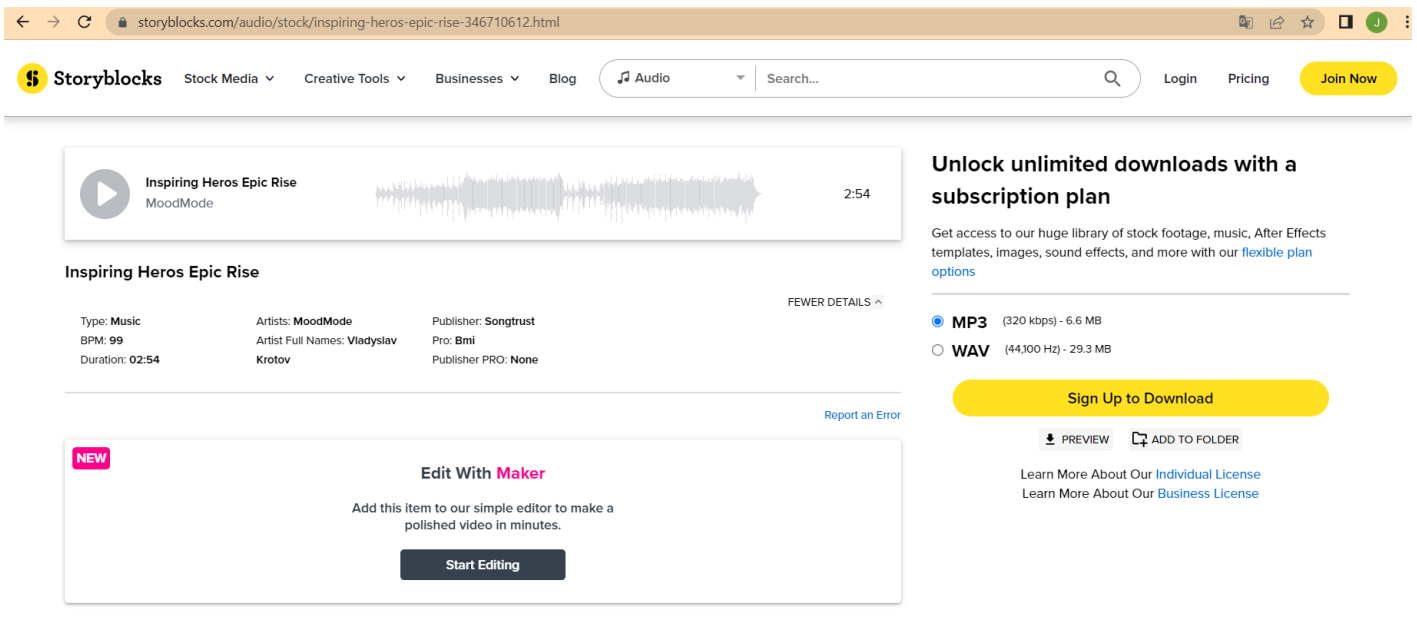 storyblocks.com/audio/stock/inspiring-heros-epic-rise-346710612.html
J
Storyblocks Stock Media Creative Tools Businesses Blog Audio Search... Login Pricing Join Now
Inspiring Heros Epic Rise
MoodMode
2:54
Inspiring Heros Epic Rise
FEWER DETAILS
Type: Music
BPM: 99
Duration: 02:54
Artists: MoodMode
Artist Full Names: Vladyslav
Krotov
Publisher: Songtrust
Pro: Bmi
Publisher PRO: None
Report an Error
NEW
Edit With Maker
Add this item to our simple editor to make a
polished video in minutes.
Start Editing
Unlock unlimited downloads with a
subscription plan
Get access to our huge library of stock footage, music, After Effects
templates, images, sound effects, and more with our flexible plan
options
MP3 (320 kbps) - 6.6 MB
WAV (44,100 Hz) - 29.3 MB
Sign Up to Download
PREVIEW ADD TO FOLDER
Learn More About Our Individual License
Learn More About Our Business License